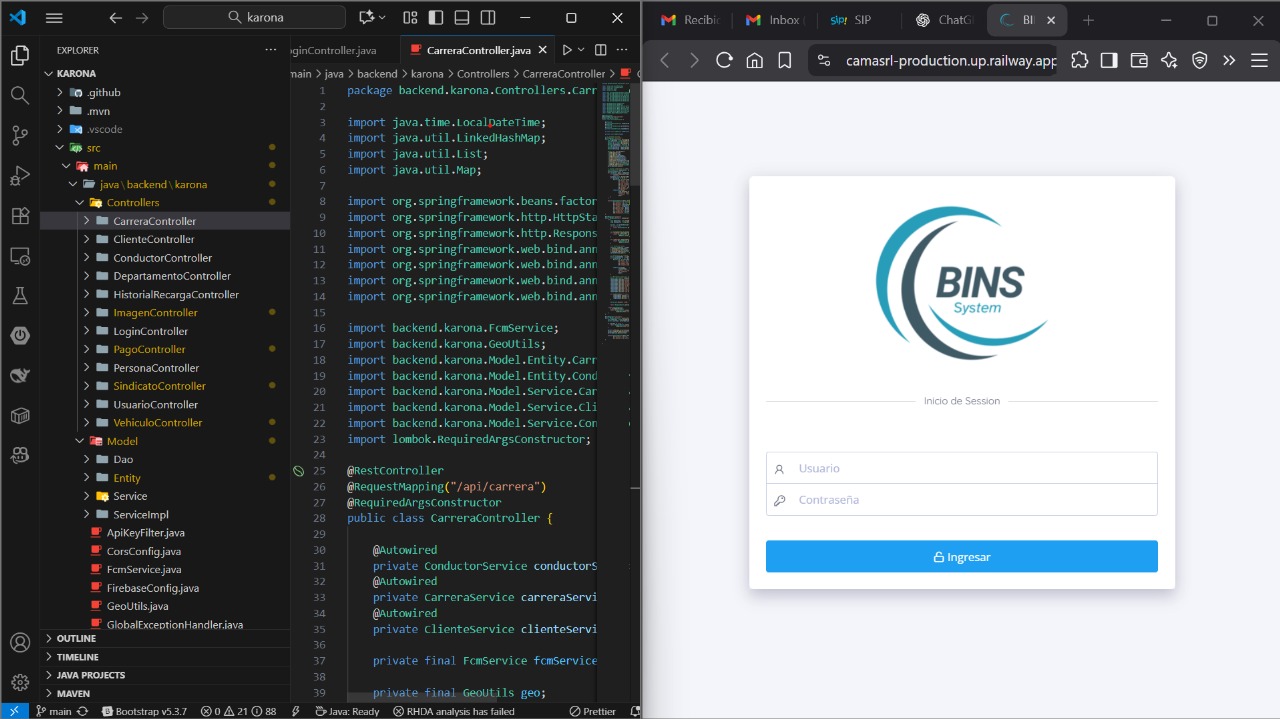 karona
EXPLORER
KARONA
.github
.mvn
.vscode
src
main
java\backend\karona
Controllers
CarreraController
ClienteController
ConductorController
DepartamentoController
HistorialRecargaController
ImagenController
LoginController
PagoController
PersonaController
SindicatoController
UsuarioController
VehiculoController
Model
Dao
Entity
Service
ServiceImpl
ApiKeyFilter.java
CorsConfig.java
FcmService.java
FirebaseConfig.java
GeoUtils.java
GlobalExceptionHandler.java
OUTLINE
TIMELINE
JAVA PROJECTS
MAVEN
oginController.java
CarreraController.java
main > java > backend > karona > Controllers > CarreraController >
1 package backend.karona.Controllers.Carr
2
3 import java.time.LocalDateTime;
4 import java.util.LinkedHashMap;
5 import java.util.List;
6 import java.util.Map;
7
8 import org.springframework.beans.factor
9 import org.springframework.http.HttpSta
10 import org.springframework.http.Respons
11 import org.springframework.web.bind.ann
12 import org.springframework.web.bind.ann
13 import org.springframework.web.bind.ann
14 import org.springframework.web.bind.ann
15
16 import backend.karona.FcmService;
17 import backend.karona.GeoUtils;
18 import backend.karona.Model.Entity.Carr
19 import backend.karona.Model.Entity.Cond
20 import backend.karona.Model.Service.Car
21 import backend.karona.Model.Service.Cli
22 import backend.karona.Model.Service.Con
23 import lombok.RequiredArgsConstructor;
24
25 @RestController
26 @RequestMapping("/api/carrera")
27 @RequiredArgsConstructor
28 public class CarreraController {
29
30 @Autowired
31 private ConductorService conductorS
32 @Autowired
33 private CarreraService carreraServi
34 @Autowired
35 private ClienteService clienteServi
36
37 private final FcmService fcmService
38
39 private final GeoUtils geo;
main Bootstrap v5.3.7 0 21 88 Java: Ready RHDA analysis has failed Prettier
Recibid Inbox ( SIP! SIP ChatG BI
camasrl-production.up.railway.app
BINS
System
Inicio de Session
Usuario
Contraseña
Ingresar